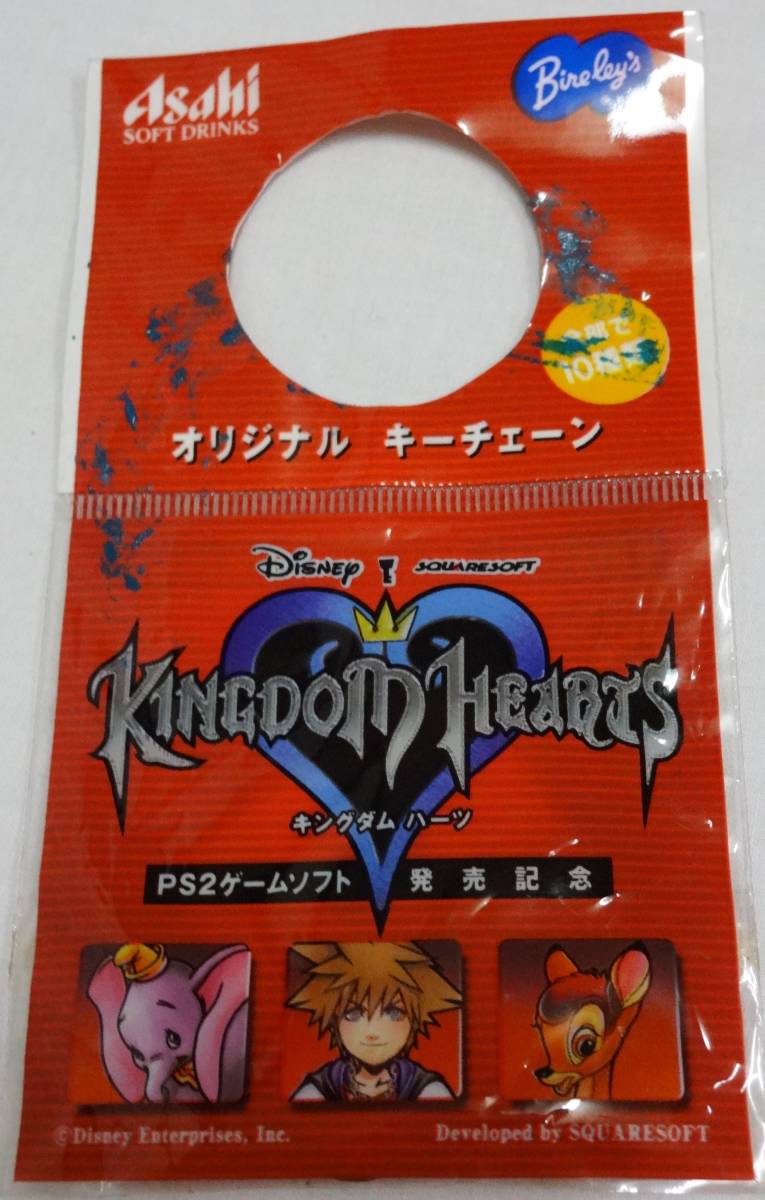 Asahi
SOFT DRINKS
Bireley's
全部で
10種
オリジナル キーチェーン
Disney SQUARESOFT
KINGDOM HEARTS
キングダム ハーツ
PS2ゲームソフト 発売記念
©Disney Enterprises, Inc.
Developed by SQUARESOFT